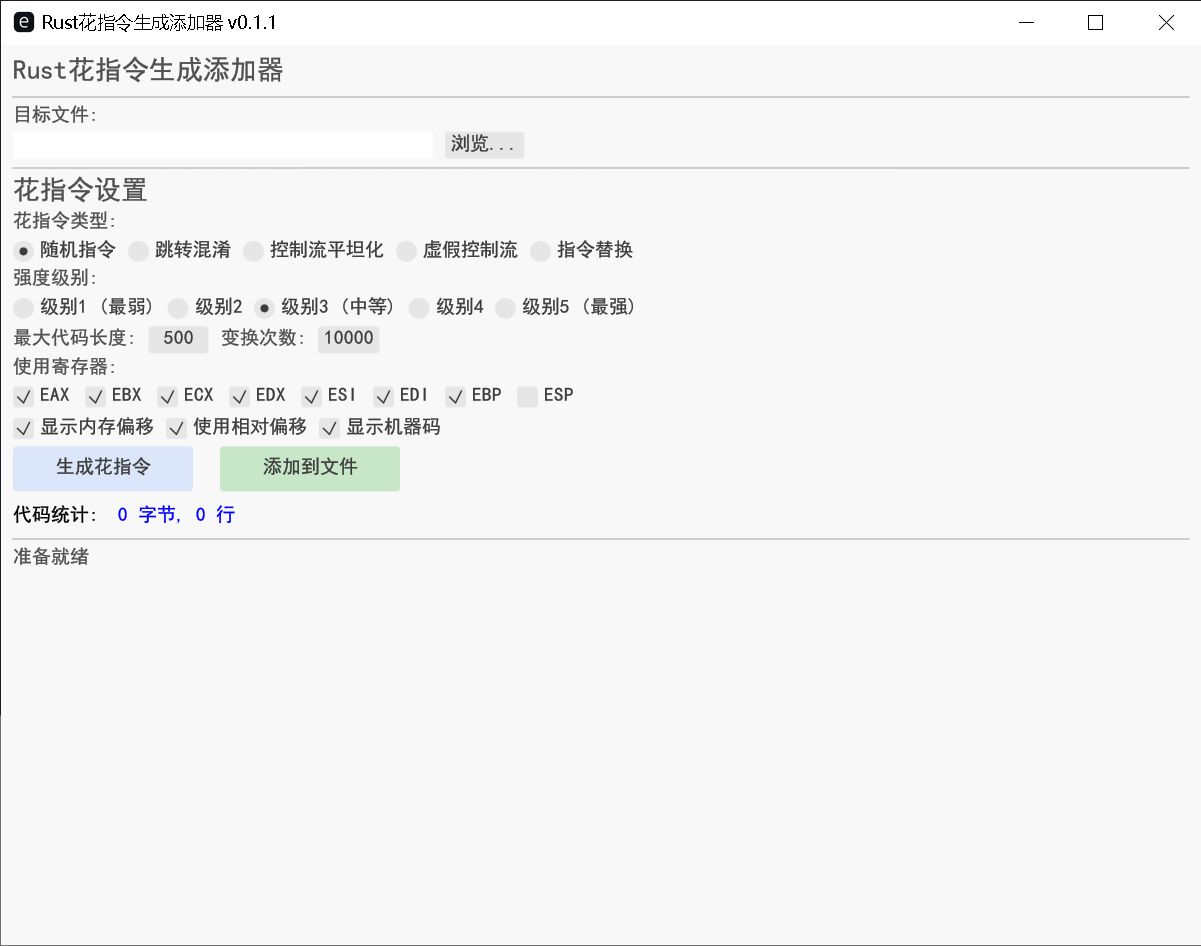 Rust花指令生成添加器 v0.1.1
Rust花指令生成添加器
目标文件:
浏览...
花指令设置
花指令类型:
随机指令 跳转混淆 控制流平坦化 虚假控制流 指令替换
强度级别:
级别1 (最弱) 级别2 级别3 (中等) 级别4 级别5 (最强)
最大代码长度: 500 变换次数: 10000
使用寄存器:
EAX EBX ECX EDX ESI EDI EBP ESP
显示内存偏移 使用相对偏移 显示机器码
生成花指令 添加到文件
代码统计: 0 字节, 0 行
准备就绪